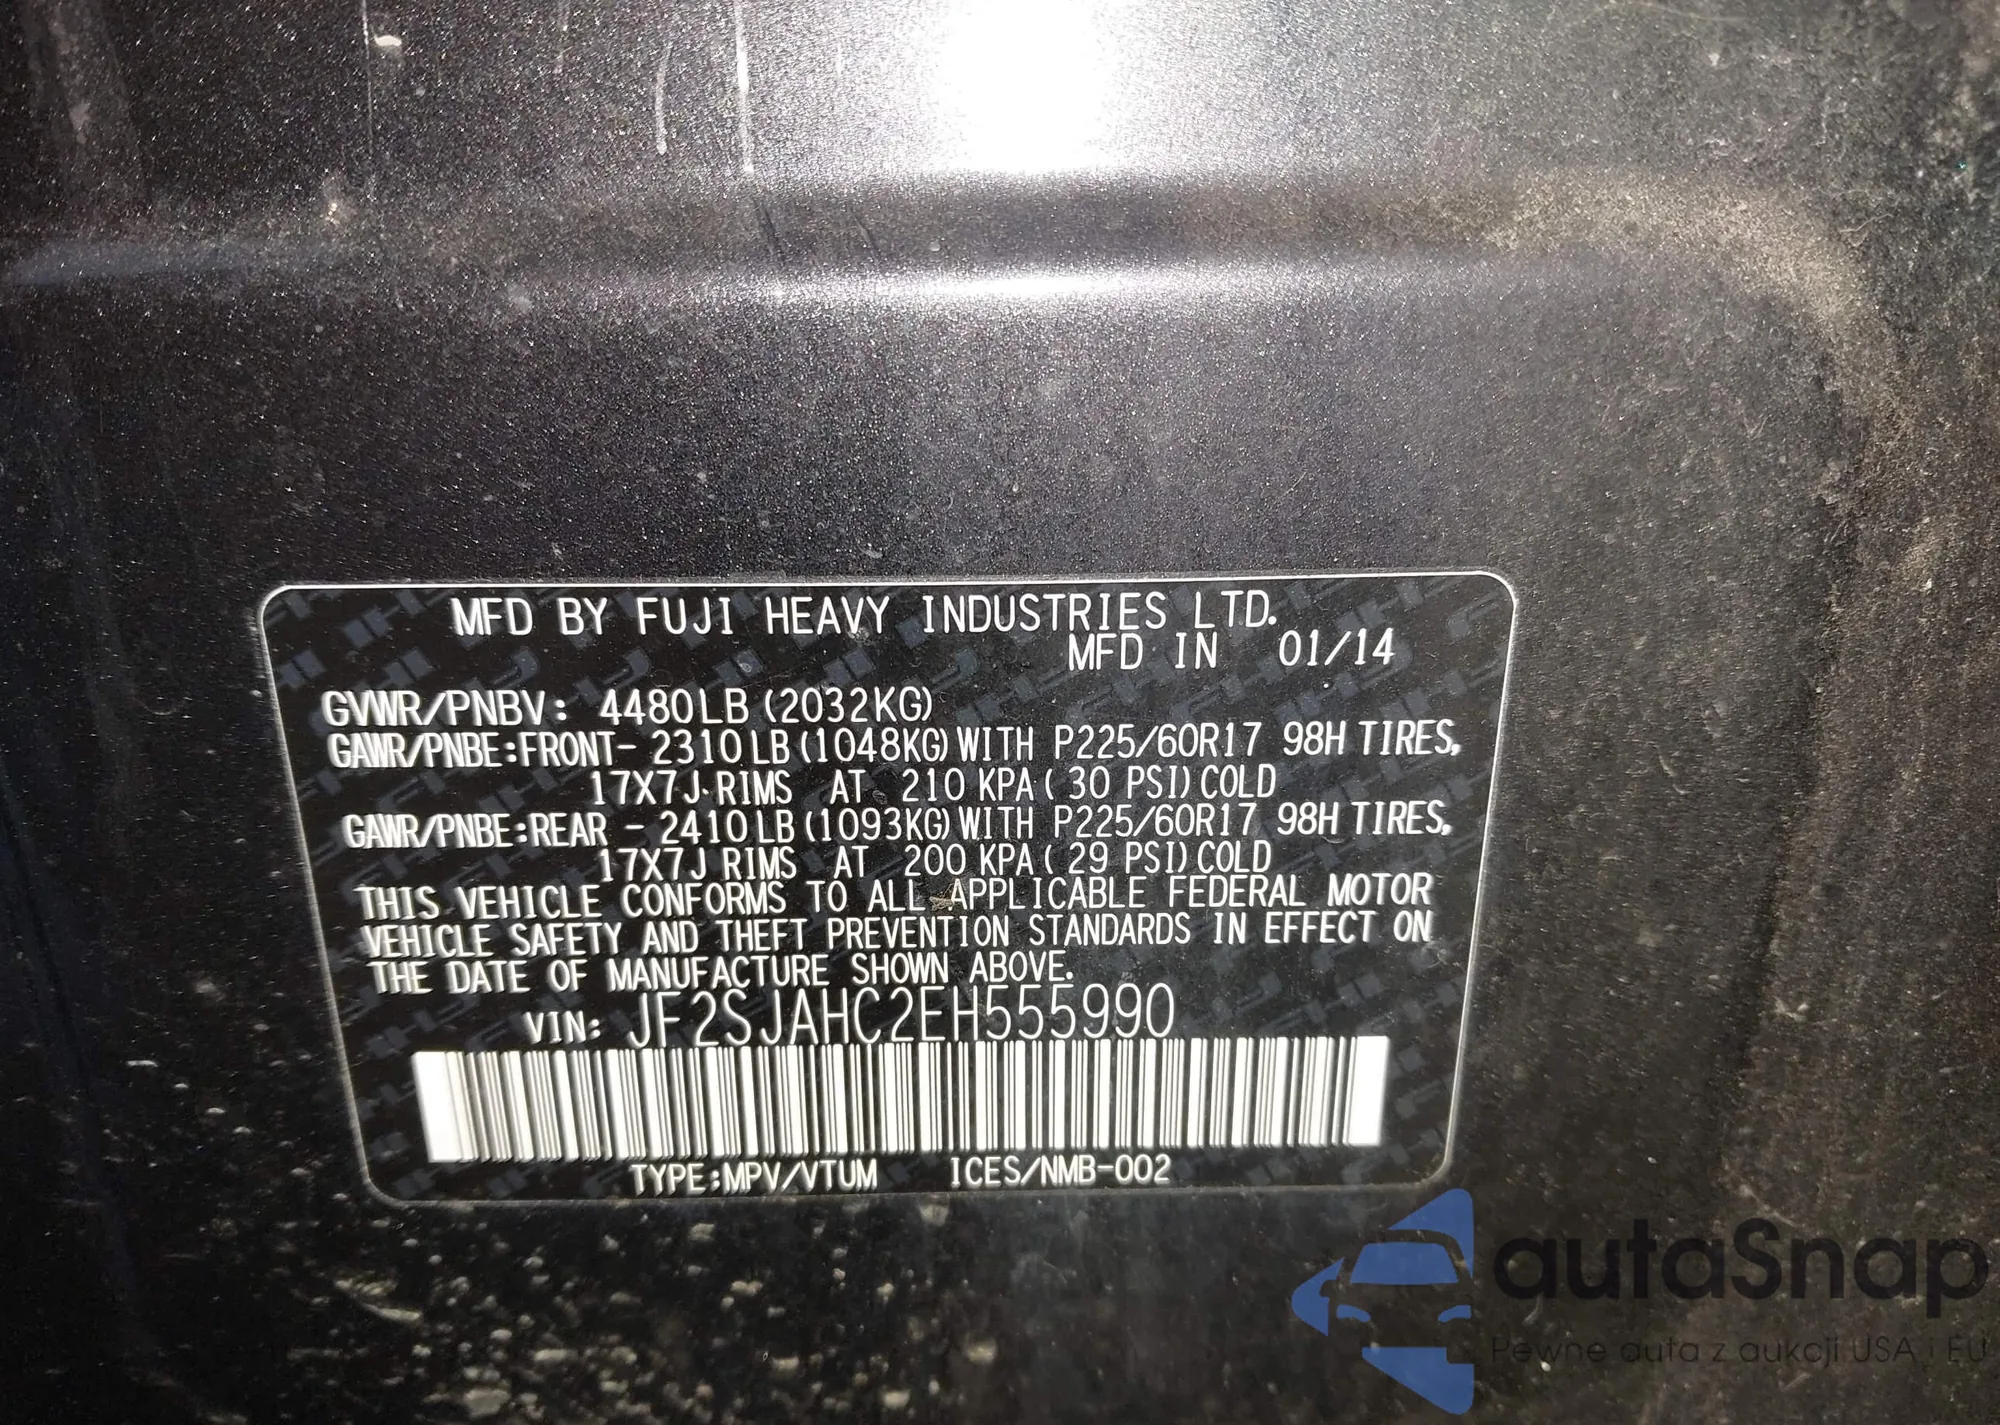 MFD BY FUJI HEAVY INDUSTRIES LTD.
MFD IN 01/14
GVWR/PNBV: 4480LB (2032KG)
GAWR/PNBE:FRONT- 2310LB (1048KG) WITH P225/60R17 98H TIRES,
17X7J RIMS AT 210 KPA ( 30 PSI) COLD
GAWR/PNBE:REAR - 2410LB (1093KG) WITH P225/60R17 98H TIRES,
17X7J RIMS AT 200 KPA ( 29 PSI) COLD
THIS VEHICLE CONFORMS TO ALL APPLICABLE FEDERAL MOTOR
VEHICLE SAFETY AND THEFT PREVENTION STANDARDS IN EFFECT ON
THE DATE OF MANUFACTURE SHOWN ABOVE.
VIN: JF2SJAHC2EH555990
TYPE:MPV/VTUM ICES/NMB-002
autaSnap
Pewne auta z aukcji USA i EU